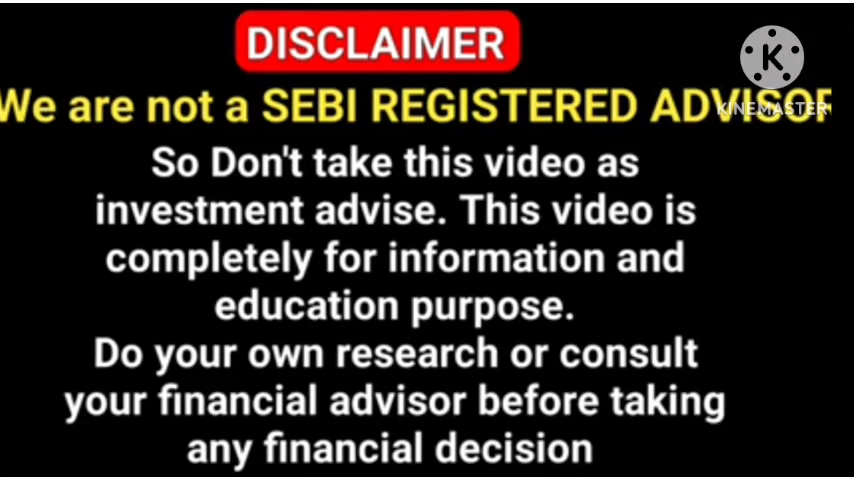 DISCLAIMER
K
KINEMASTER
We are not a SEBI REGISTERED ADVISOR
So Don't take this video as
investment advise. This video is
completely for information and
education purpose.
Do your own research or consult
your financial advisor before taking
any financial decision